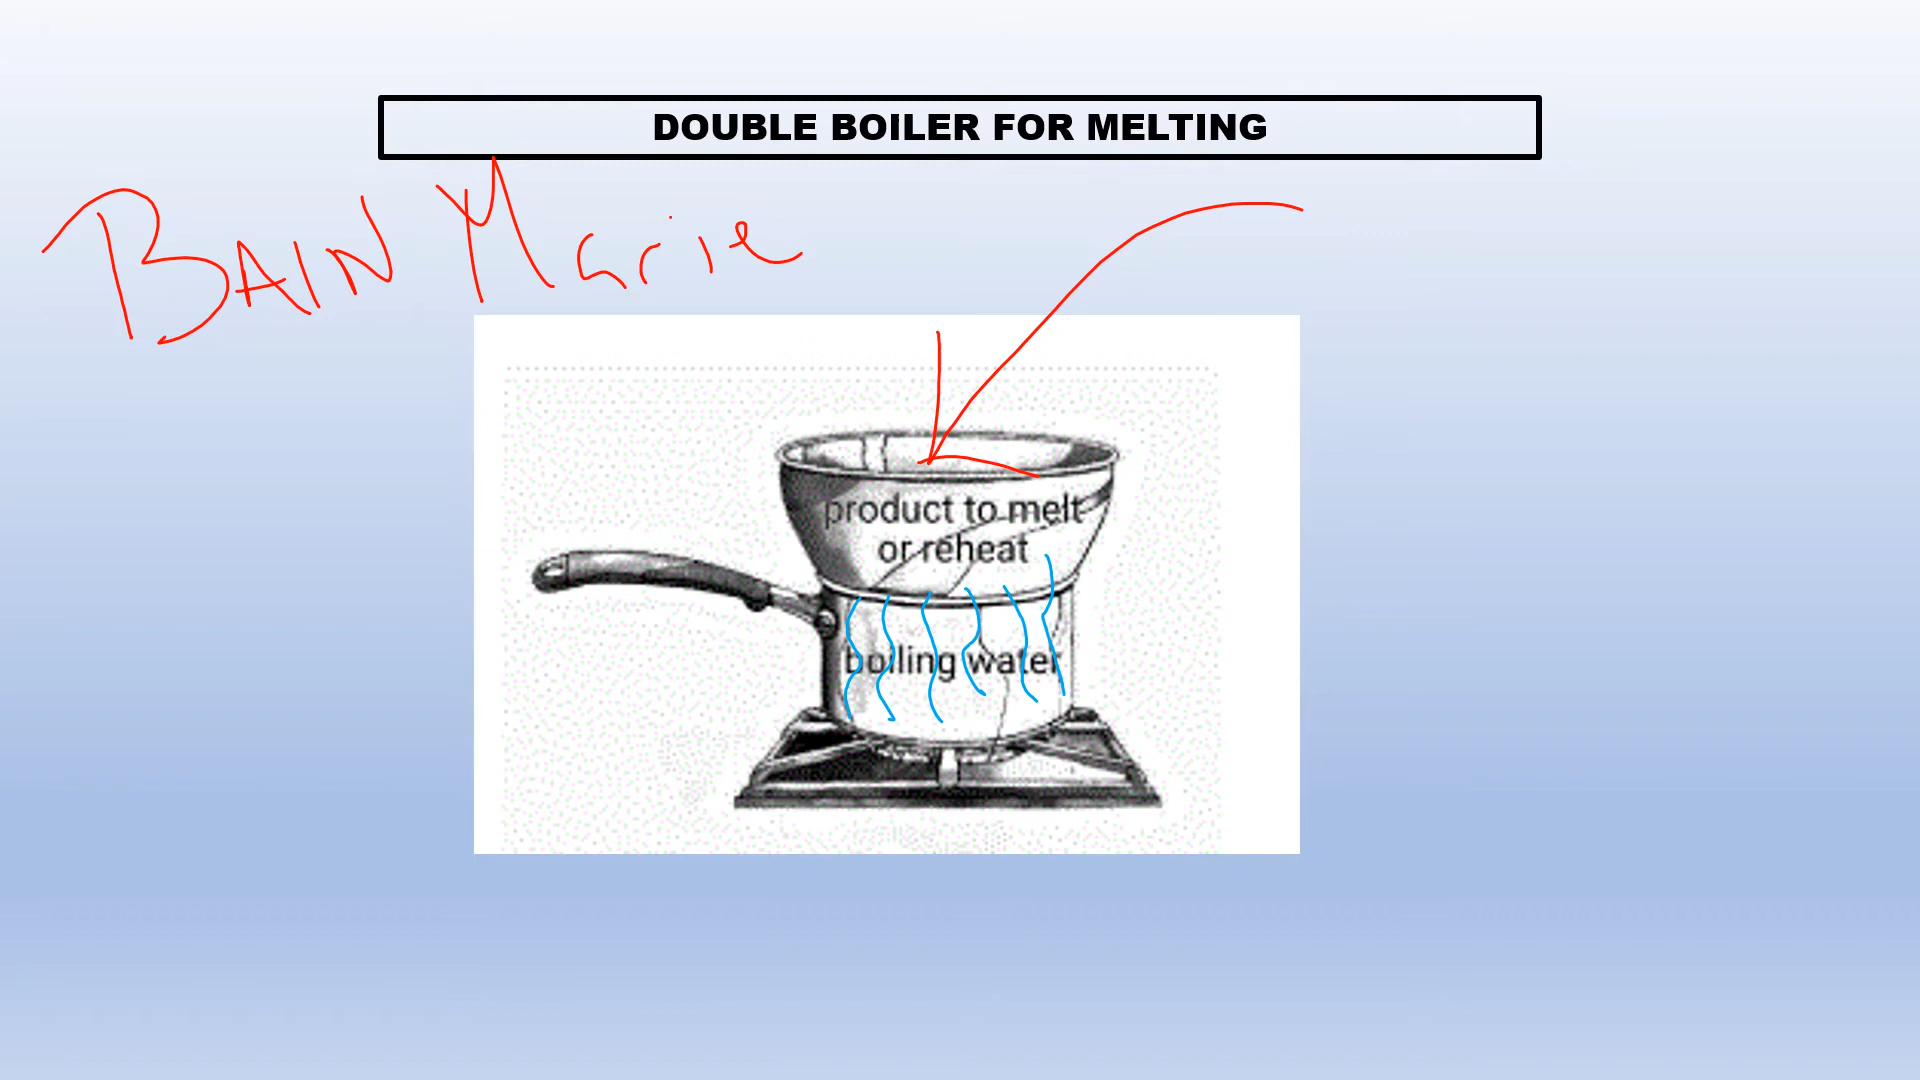 DOUBLE BOILER FOR MELTING
BAIN Marie
product to melt
or reheat
boiling water